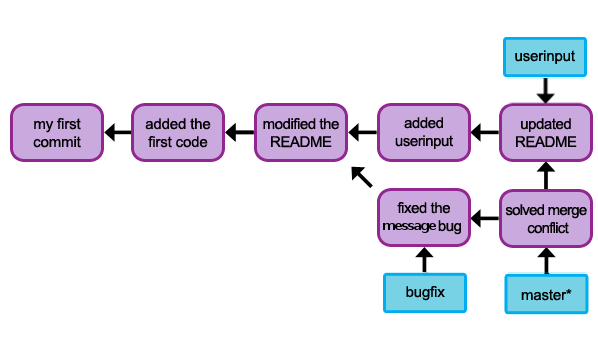 userinput
my first
commit
added the
first code
modified the
README
added
userinput
updated
README
fixed the
message bug
solved merge
conflict
bugfix
master*